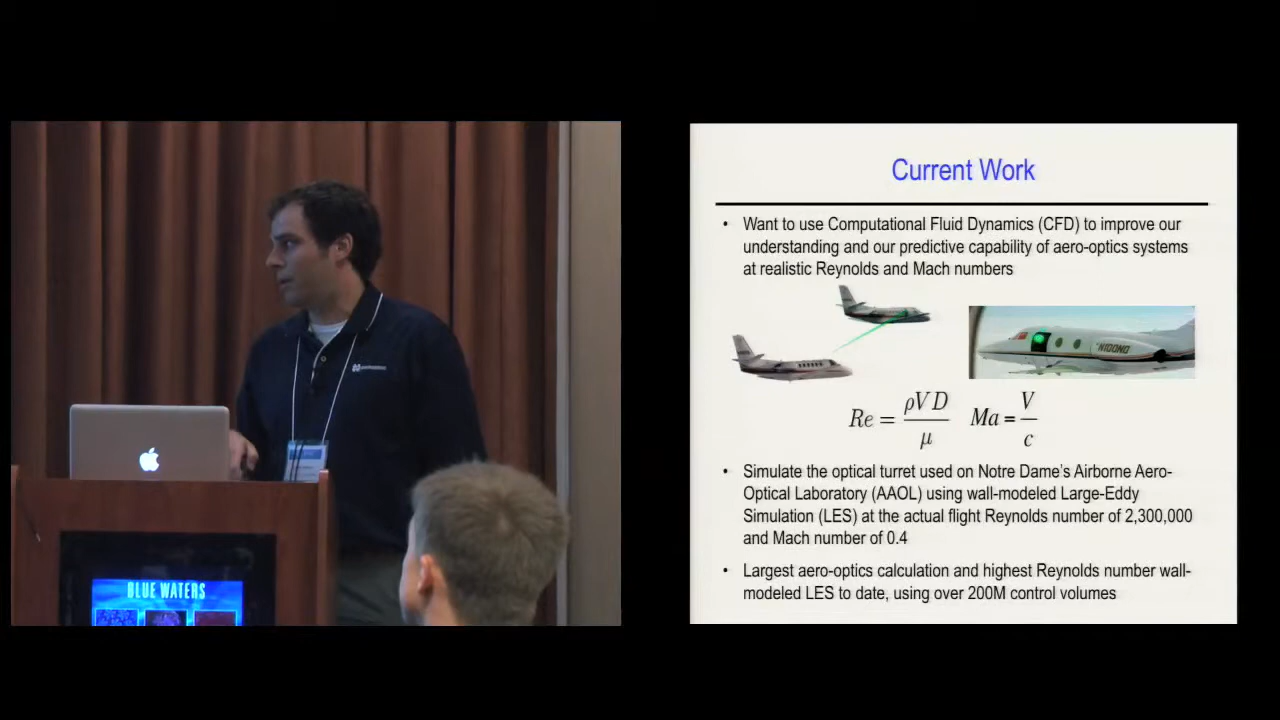 BLUE WATERS
Current Work
• Want to use Computational Fluid Dynamics (CFD) to improve our
understanding and our predictive capability of aero-optics systems
at realistic Reynolds and Mach numbers
N100ND
Re = ρVD/μ Ma = V/c
• Simulate the optical turret used on Notre Dame's Airborne Aero-
Optical Laboratory (AAOL) using wall-modeled Large-Eddy
Simulation (LES) at the actual flight Reynolds number of 2,300,000
and Mach number of 0.4
• Largest aero-optics calculation and highest Reynolds number wall-
modeled LES to date, using over 200M control volumes